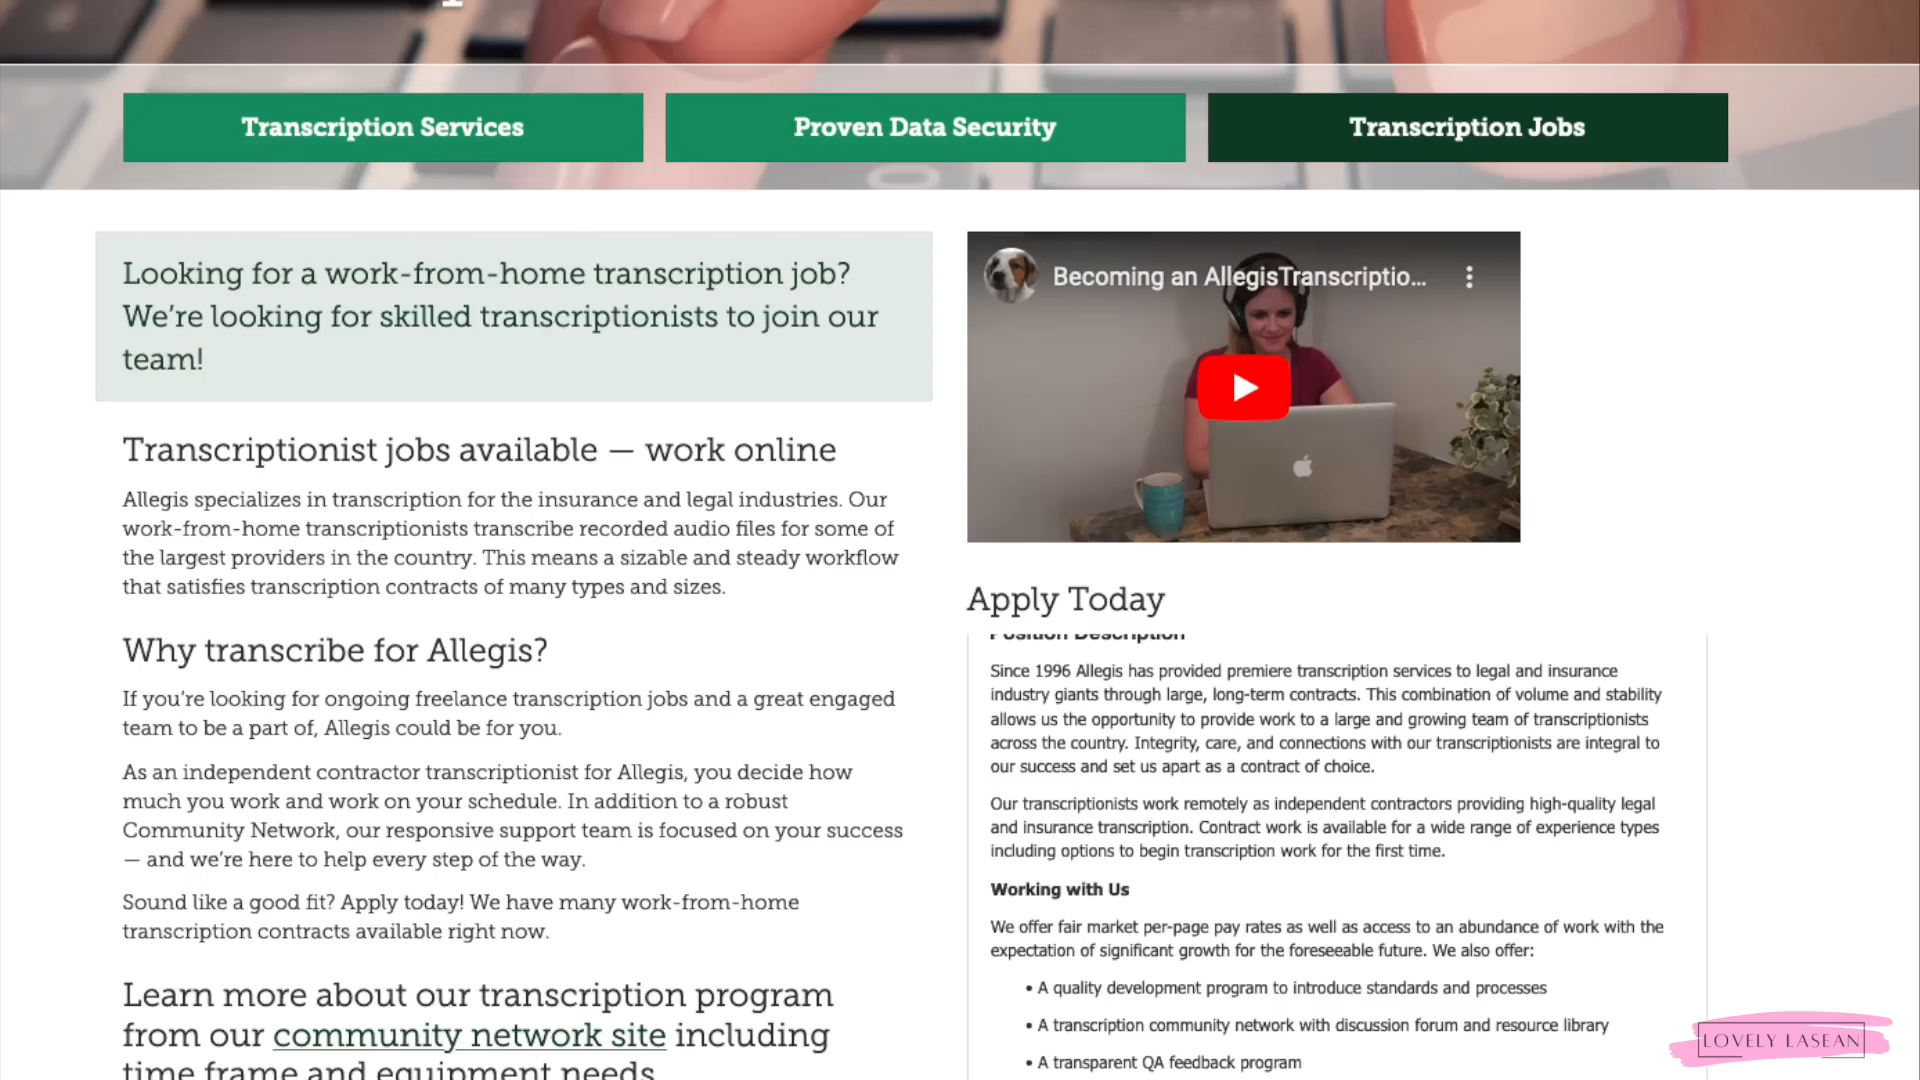 Transcription Services
Proven Data Security
Transcription Jobs
Looking for a work-from-home transcription job?
We’re looking for skilled transcriptionists to join our
team!
Transcriptionist jobs available — work online
Allegis specializes in transcription for the insurance and legal industries. Our
work-from-home transcriptionists transcribe recorded audio files for some of
the largest providers in the country. This means a sizable and steady workflow
that satisfies transcription contracts of many types and sizes.
Why transcribe for Allegis?
If you’re looking for ongoing freelance transcription jobs and a great engaged
team to be a part of, Allegis could be for you.
As an independent contractor transcriptionist for Allegis, you decide how
much you work and work on your schedule. In addition to a robust
Community Network, our responsive support team is focused on your success
— and we’re here to help every step of the way.
Sound like a good fit? Apply today! We have many work-from-home
transcription contracts available right now.
Learn more about our transcription program
from our community network site including
time frame and equipment needs
Becoming an AllegisTranscriptio...
Apply Today
Position Description
Since 1996 Allegis has provided premiere transcription services to legal and insurance
industry giants through large, long-term contracts. This combination of volume and stability
allows us the opportunity to provide work to a large and growing team of transcriptionists
across the country. Integrity, care, and connections with our transcriptionists are integral to
our success and set us apart as a contract of choice.
Our transcriptionists work remotely as independent contractors providing high-quality legal
and insurance transcription. Contract work is available for a wide range of experience types
including options to begin transcription work for the first time.
Working with Us
We offer fair market per-page pay rates as well as access to an abundance of work with the
expectation of significant growth for the foreseeable future. We also offer:
• A quality development program to introduce standards and processes
• A transcription community network with discussion forum and resource library
• A transparent QA feedback program
LOVELY LASEAN